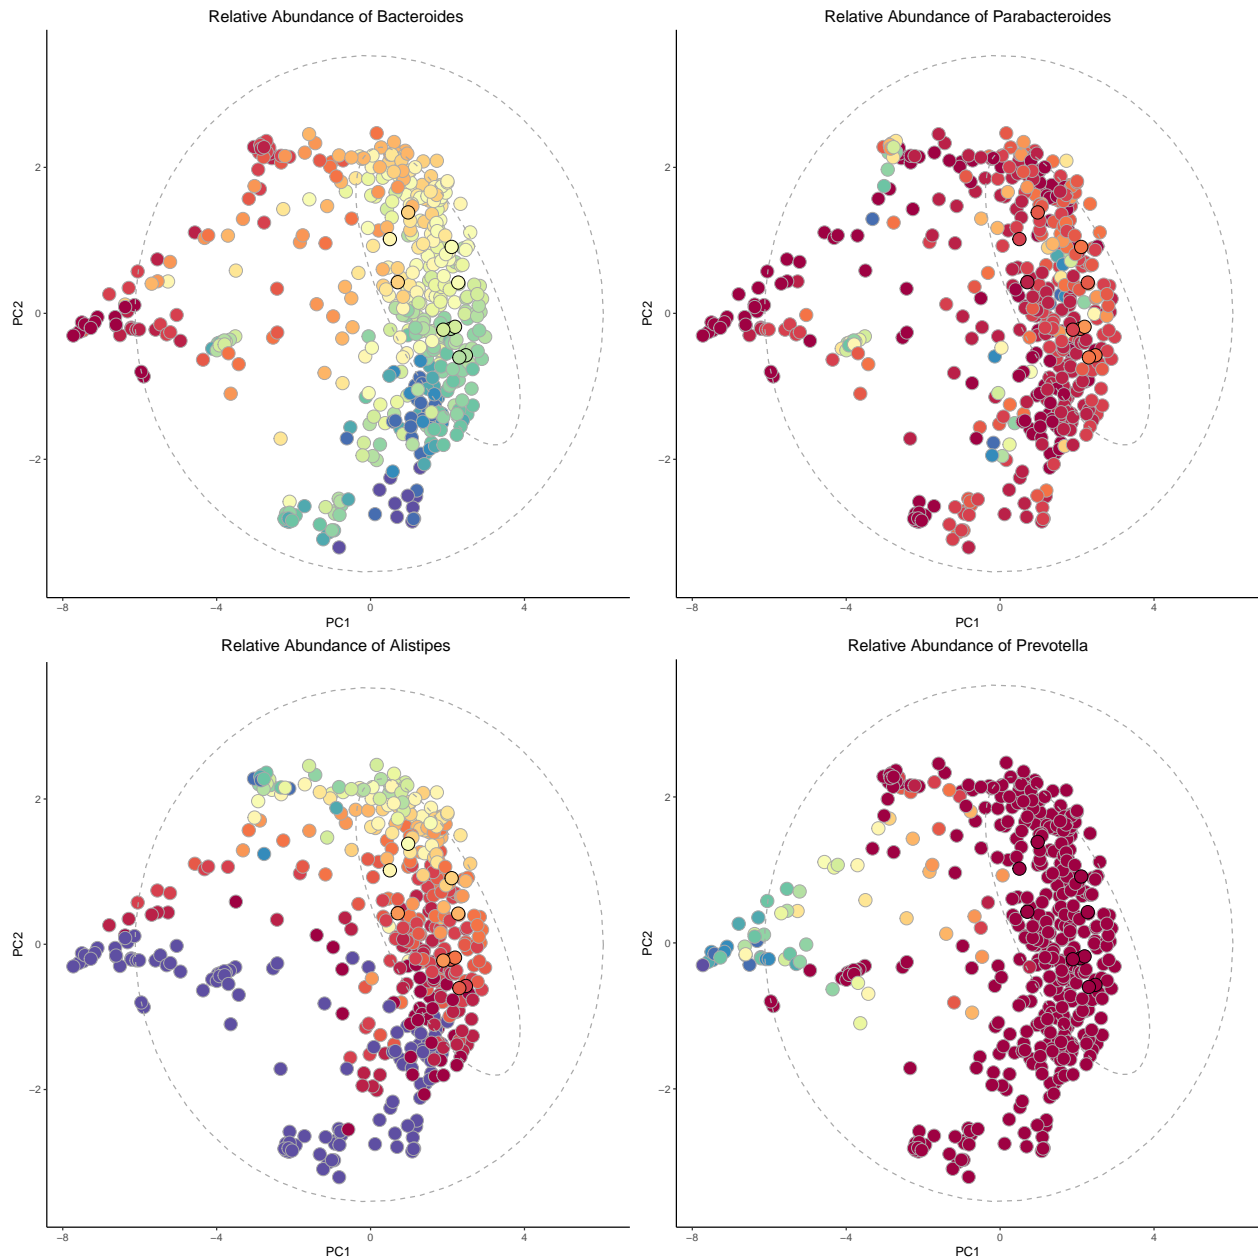 Relative Abundance of Bacteroides
2
0
−2
PC2
−8
−4
0
4
PC1
Relative Abundance of Parabacteroides
2
0
−2
PC2
−8
−4
0
4
PC1
Relative Abundance of Alistipes
2
0
−2
PC2
−8
−4
0
4
PC1
Relative Abundance of Prevotella
2
0
−2
PC2
−8
−4
0
4
PC1